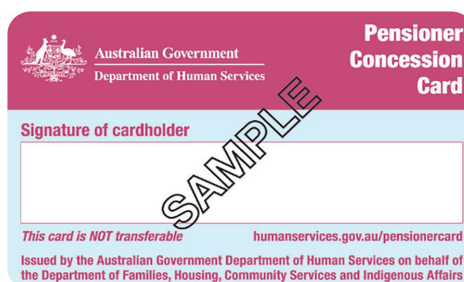 Australian Government
Department of Human Services
Pensioner
Concession
Card
Signature of cardholder
SAMPLE
This card is NOT transferable
humanservices.gov.au/pensionercard
Issued by the Australian Government Department of Human Services on behalf of
the Department of Families, Housing, Community Services and Indigenous Affairs